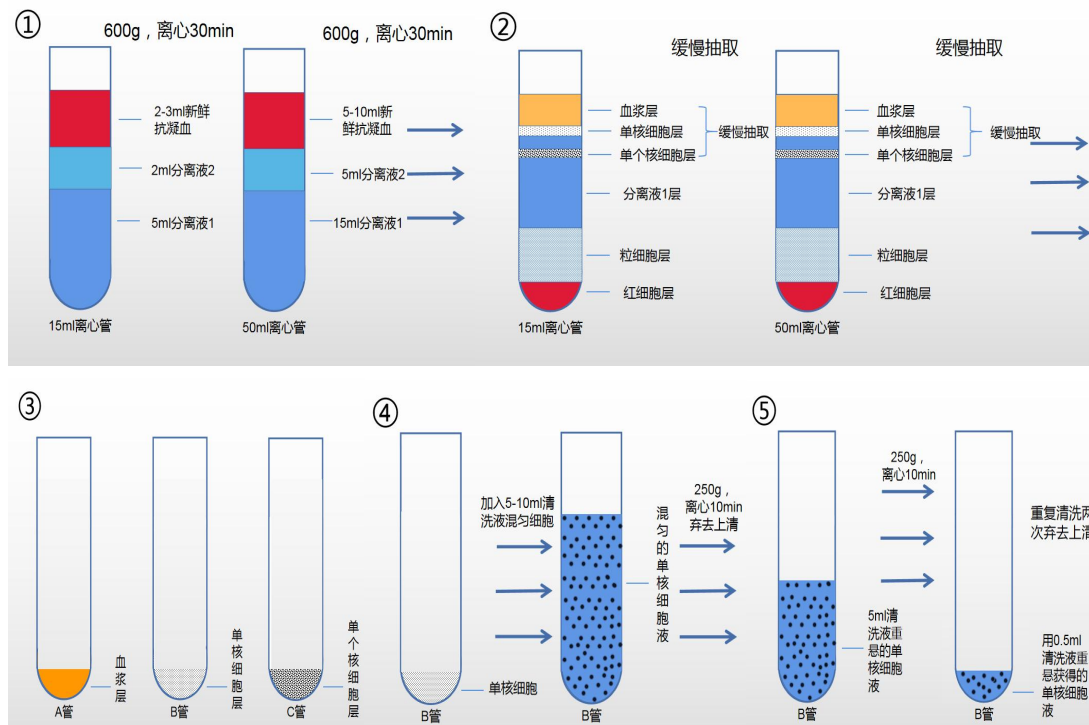 ①
600g，离心30min
600g，离心30min
2-3ml新鲜
抗凝血
2ml分离液2
5ml分离液1
15ml离心管
5-10ml新
鲜抗凝血
5ml分离液2
15ml分离液1
50ml离心管
②
缓慢抽取
缓慢抽取
血浆层
单核细胞层
单个核细胞层
缓慢抽取
分离液1层
粒细胞层
红细胞层
15ml离心管
血浆层
单核细胞层
单个核细胞层
缓慢抽取
分离液1层
粒细胞层
红细胞层
50ml离心管
③
血浆层
A管
单核细胞层
B管
单个核细胞层
C管
④
单核细胞
B管
加入5-10ml清
洗液混匀细胞
混匀的单核细胞液
B管
250g，
离心10min
弃去上清
⑤
5ml清
洗液重
悬的单
核细胞
液
B管
250g，
离心10min
重复清洗两
次弃去上清
用0.5ml
清洗液重
悬获得的
单核细胞
液
B管